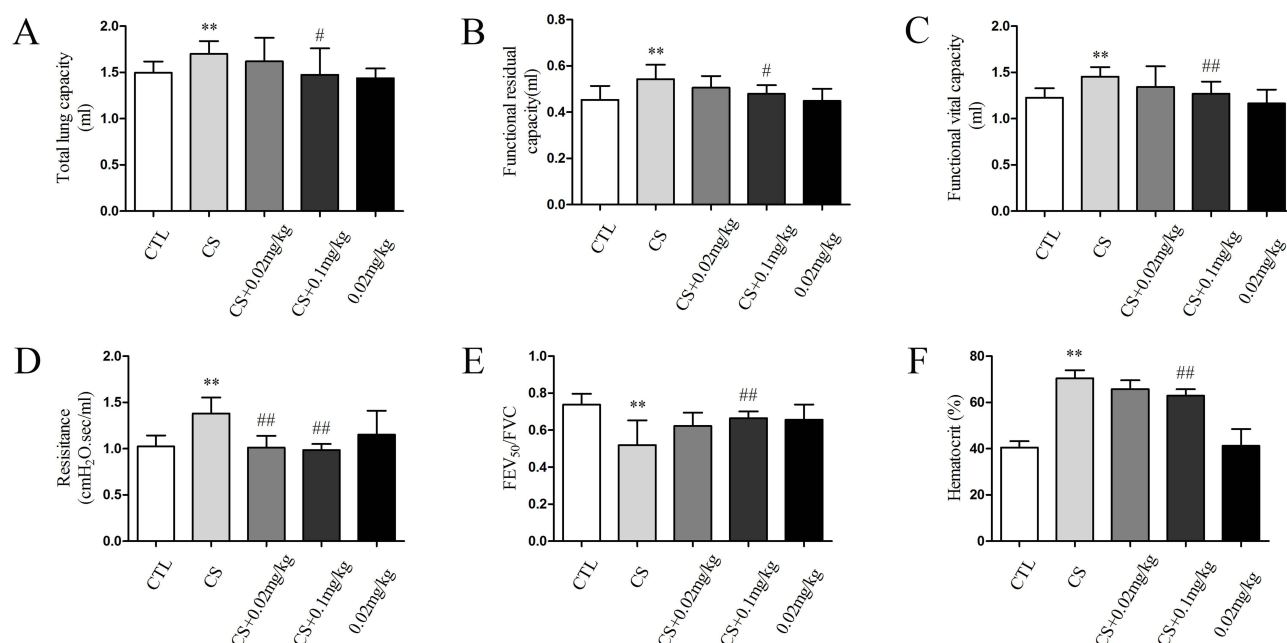 A
Total lung capacity
(ml)
2.0
1.5
1.0
0.5
0.0
**
#
CTL
CS
CS+0.02mg/kg
CS+0.1mg/kg
0.02mg/kg
B
Functional residual
capacity(ml)
0.8
0.6
0.4
0.2
0.0
**
#
CTL
CS
CS+0.02mg/kg
CS+0.1mg/kg
0.02mg/kg
C
Functional vital capacity
(ml)
2.0
1.5
1.0
0.5
0.0
**
##
CTL
CS
CS+0.02mg/kg
CS+0.1mg/kg
0.02mg/kg
D
Resisitance
(cmH₂O.sec/ml)
2.0
1.5
1.0
0.5
0.0
**
##
##
CTL
CS
CS+0.02mg/kg
CS+0.1mg/kg
0.02mg/kg
E
FEV₅₀/FVC
1.0
0.8
0.6
0.4
0.2
0.0
**
##
CTL
CS
CS+0.02mg/kg
CS+0.1mg/kg
0.02mg/kg
F
Hematocrit (%)
80
60
40
20
0
**
##
CTL
CS
CS+0.02mg/kg
CS+0.1mg/kg
0.02mg/kg